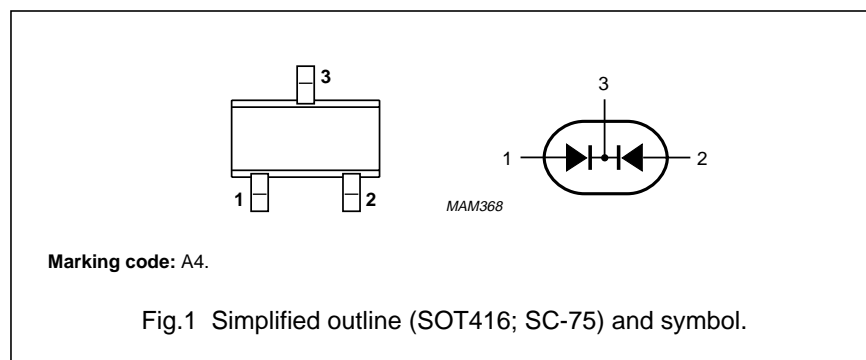 3
3
1 2
1 2
MAM368
Marking code: A4.
Fig.1 Simplified outline (SOT416; SC-75) and symbol.